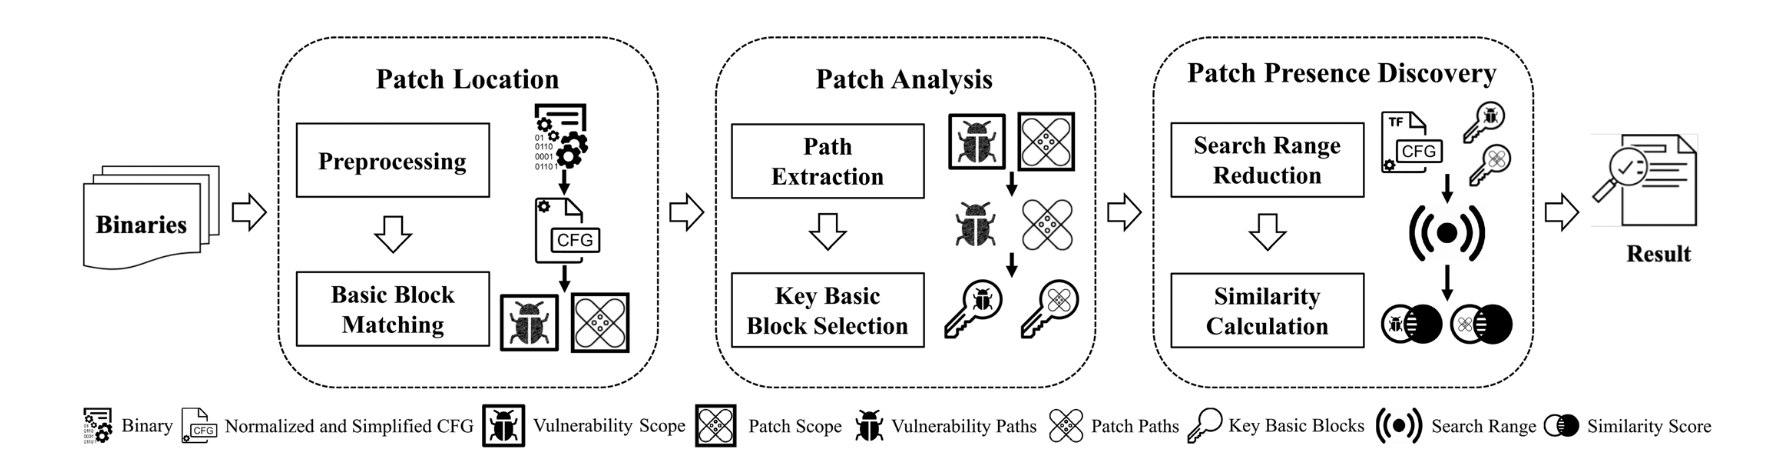 Patch Location
Patch Analysis
Patch Presence Discovery
Binaries
Preprocessing
01
0110
0001
0110 1
CFG
Basic Block
Matching
Path
Extraction
Key Basic
Block Selection
Search Range
Reduction
TF
CFG
Similarity
Calculation
Result
Binary
CFG
Normalized and Simplified CFG
Vulnerability Scope
Patch Scope
Vulnerability Paths
Patch Paths
Key Basic Blocks
Search Range
Similarity Score